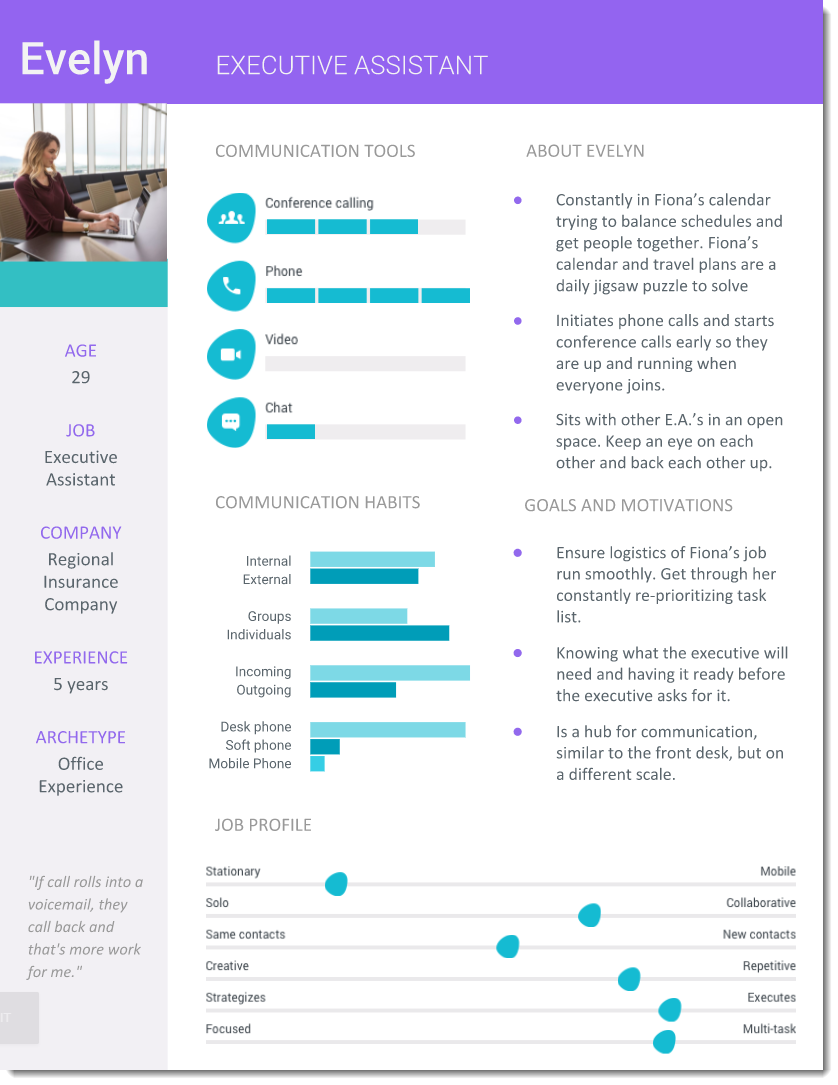 Evelyn
EXECUTIVE ASSISTANT
AGE
29
JOB
Executive
Assistant
COMPANY
Regional
Insurance
Company
EXPERIENCE
5 years
ARCHETYPE
Office
Experience
"If call rolls into a
voicemail, they
call back and
that's more work
for me."
IT
COMMUNICATION TOOLS
Conference calling
Phone
Video
Chat
COMMUNICATION HABITS
Internal
External
Groups
Individuals
Incoming
Outgoing
Desk phone
Soft phone
Mobile Phone
ABOUT EVELYN
Constantly in Fiona's calendar
trying to balance schedules and
get people together. Fiona's
calendar and travel plans are a
daily jigsaw puzzle to solve
Initiates phone calls and starts
conference calls early so they
are up and running when
everyone joins.
Sits with other E.A.'s in an open
space. Keep an eye on each
other and back each other up.
GOALS AND MOTIVATIONS
Ensure logistics of Fiona's job
run smoothly. Get through her
constantly re-prioritizing task
list.
Knowing what the executive will
need and having it ready before
the executive asks for it.
Is a hub for communication,
similar to the front desk, but on
a different scale.
JOB PROFILE
Stationary Mobile
Solo Collaborative
Same contacts New contacts
Creative Repetitive
Strategizes Executes
Focused Multi-task